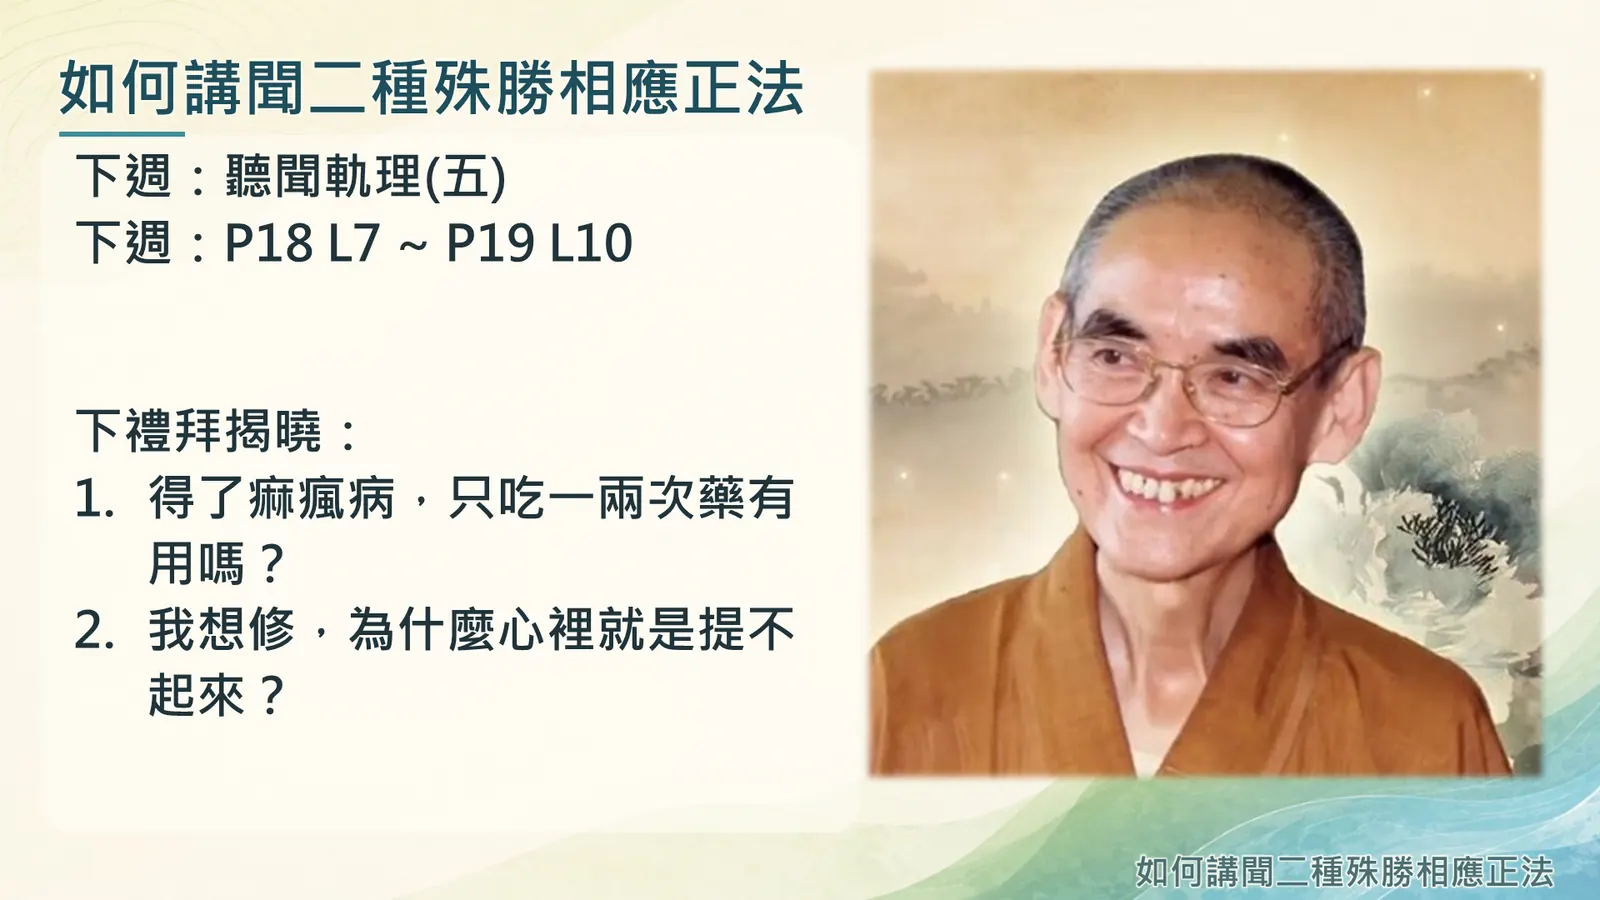 如何講聞二種殊勝相應正法
下週：聽聞軌理(五)
下週：P18 L7 ~ P19 L10
下禮拜揭曉：
1. 得了痲瘋病，只吃一兩次藥有
用嗎？
2. 我想修，為什麼心裡就是提不
起來？
如何講聞二種殊勝相應正法